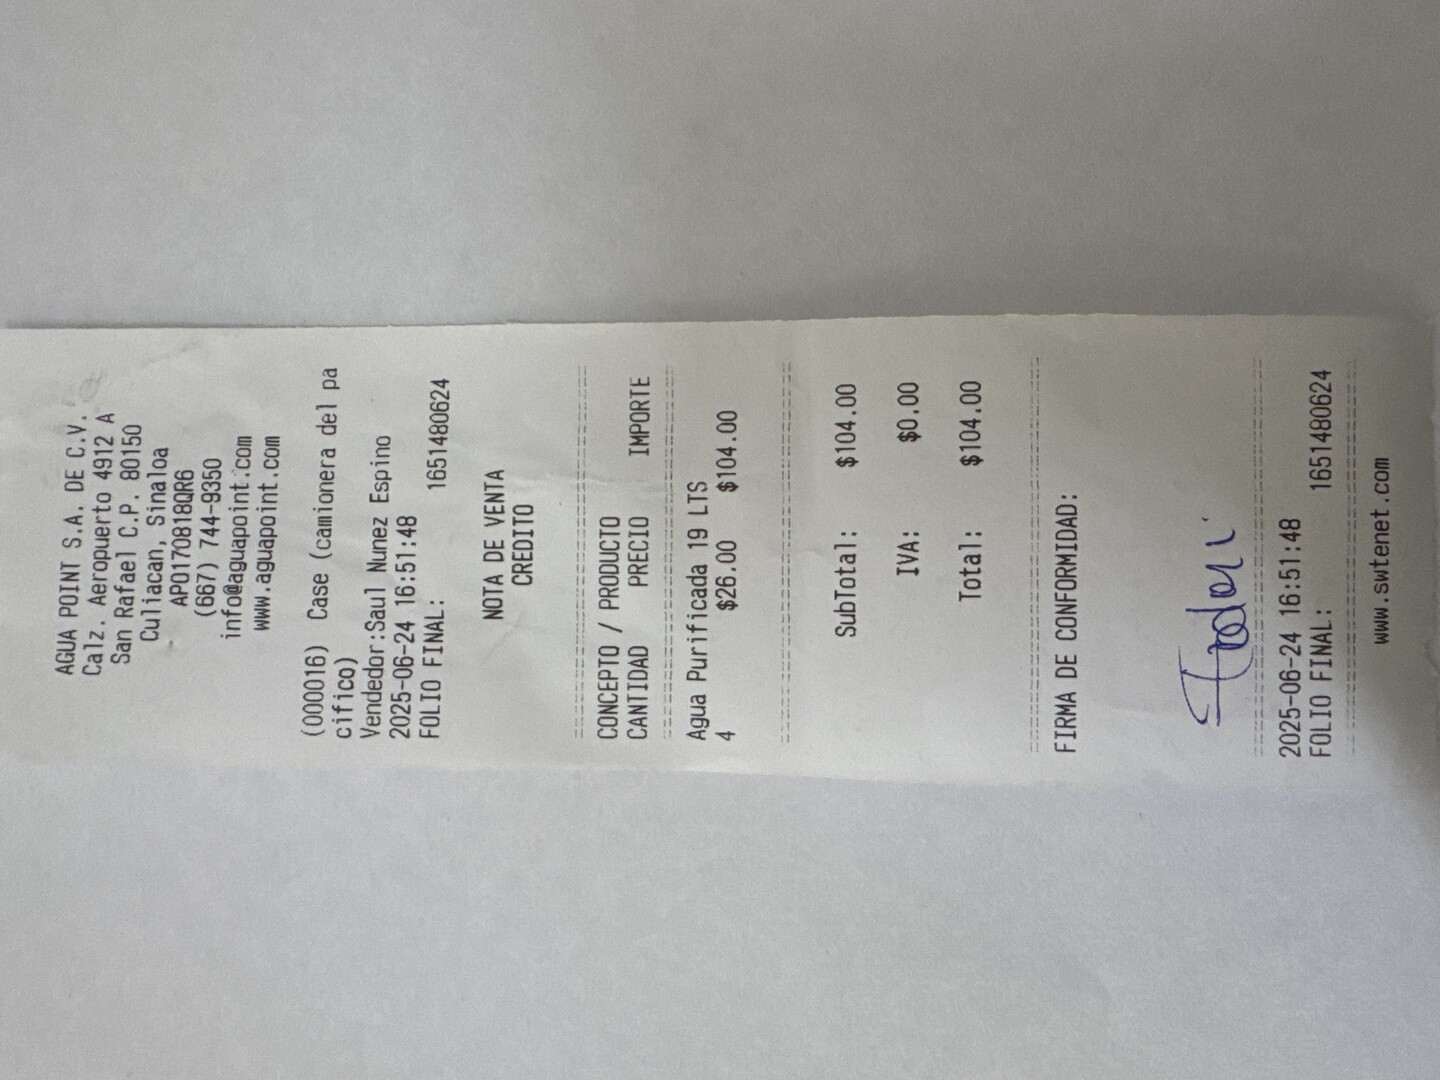 AGUA POINT S.A. DE C.V.
Calz. Aeropuerto 4912 A
San Rafael C.P. 80150
Culiacan, Sinaloa
APO170818QR6
(667) 744-9350
info@aguapoint.com
www.aguapoint.com
(000016) Case (camionera del pa
cifico)
Vendedor:Saul Nunez Espino
2025-06-24 16:51:48
FOLIO FINAL: 1651480624
NOTA DE VENTA
CREDITO
CONCEPTO / PRODUCTO
CANTIDAD PRECIO IMPORTE
Agua Purificada 19 LTS
4 $26.00 $104.00
SubTotal: $104.00
IVA: $0.00
Total: $104.00
FIRMA DE CONFORMIDAD:
2025-06-24 16:51:48
FOLIO FINAL: 1651480624
www.swtenet.com